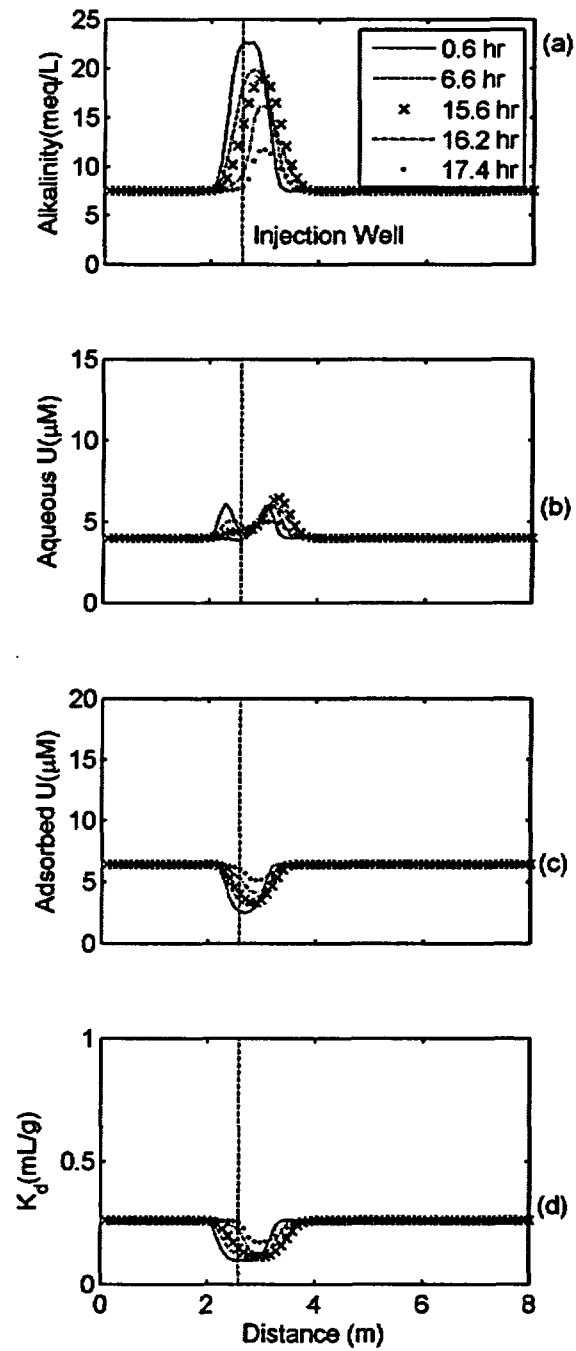 (a)
25
20
15
10
5
0
Alkalinity(meq/L)
0.6 hr
6.6 hr
15.6 hr
16.2 hr
17.4 hr
Injection Well
15
10
5
0
Aqueous U(μM)
(b)
20
15
10
5
0
Adsorbed U(μM)
(c)
1
0.5
0
K_d(mL/g)
(d)
0 2 4 6 8
Distance (m)